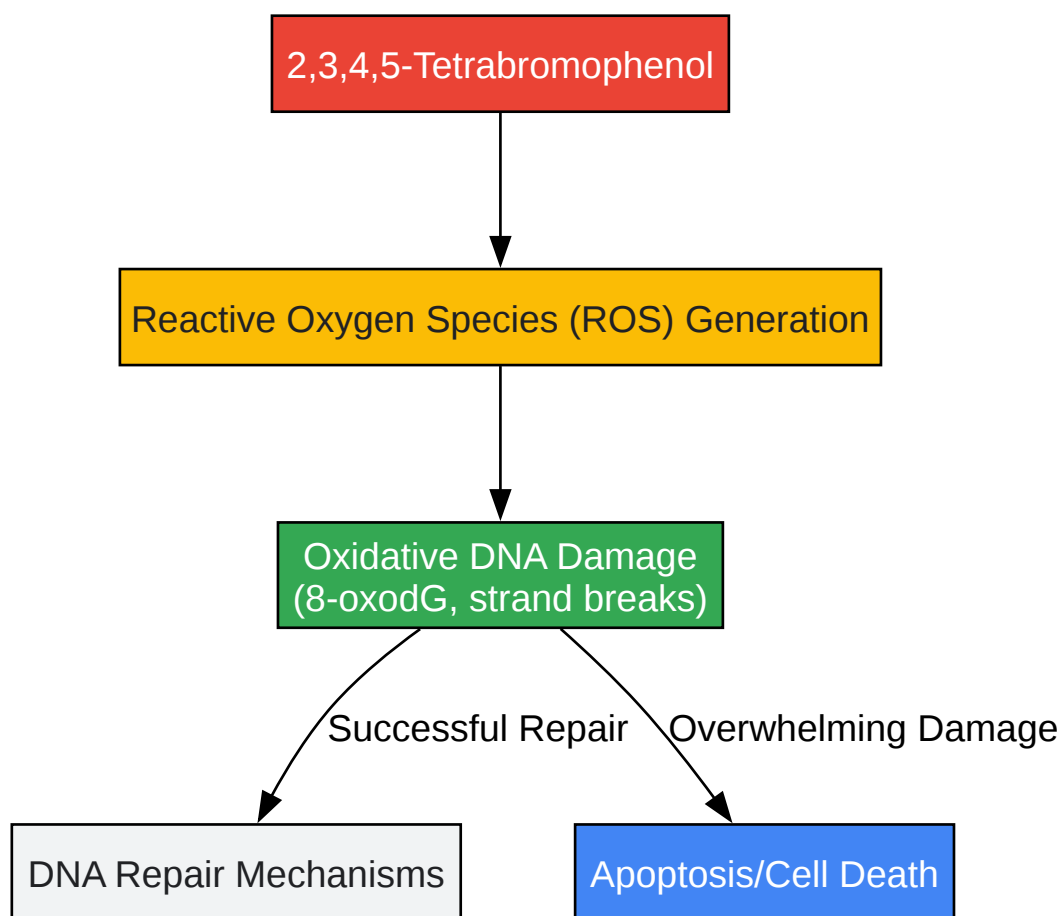 2,3,4,5-Tetrabromophenol
Reactive Oxygen Species (ROS) Generation
Oxidative DNA Damage
(8-oxodG, strand breaks)
Successful Repair
Overwhelming Damage
DNA Repair Mechanisms
Apoptosis/Cell Death